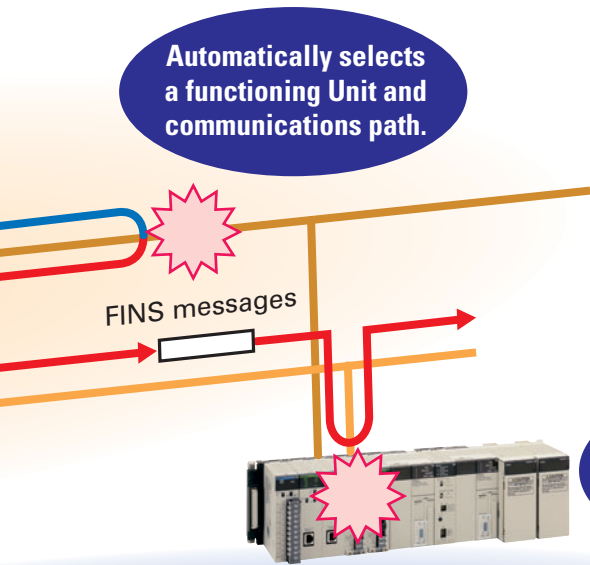 Automatically selects
a functioning Unit and
communications path.
FINS messages